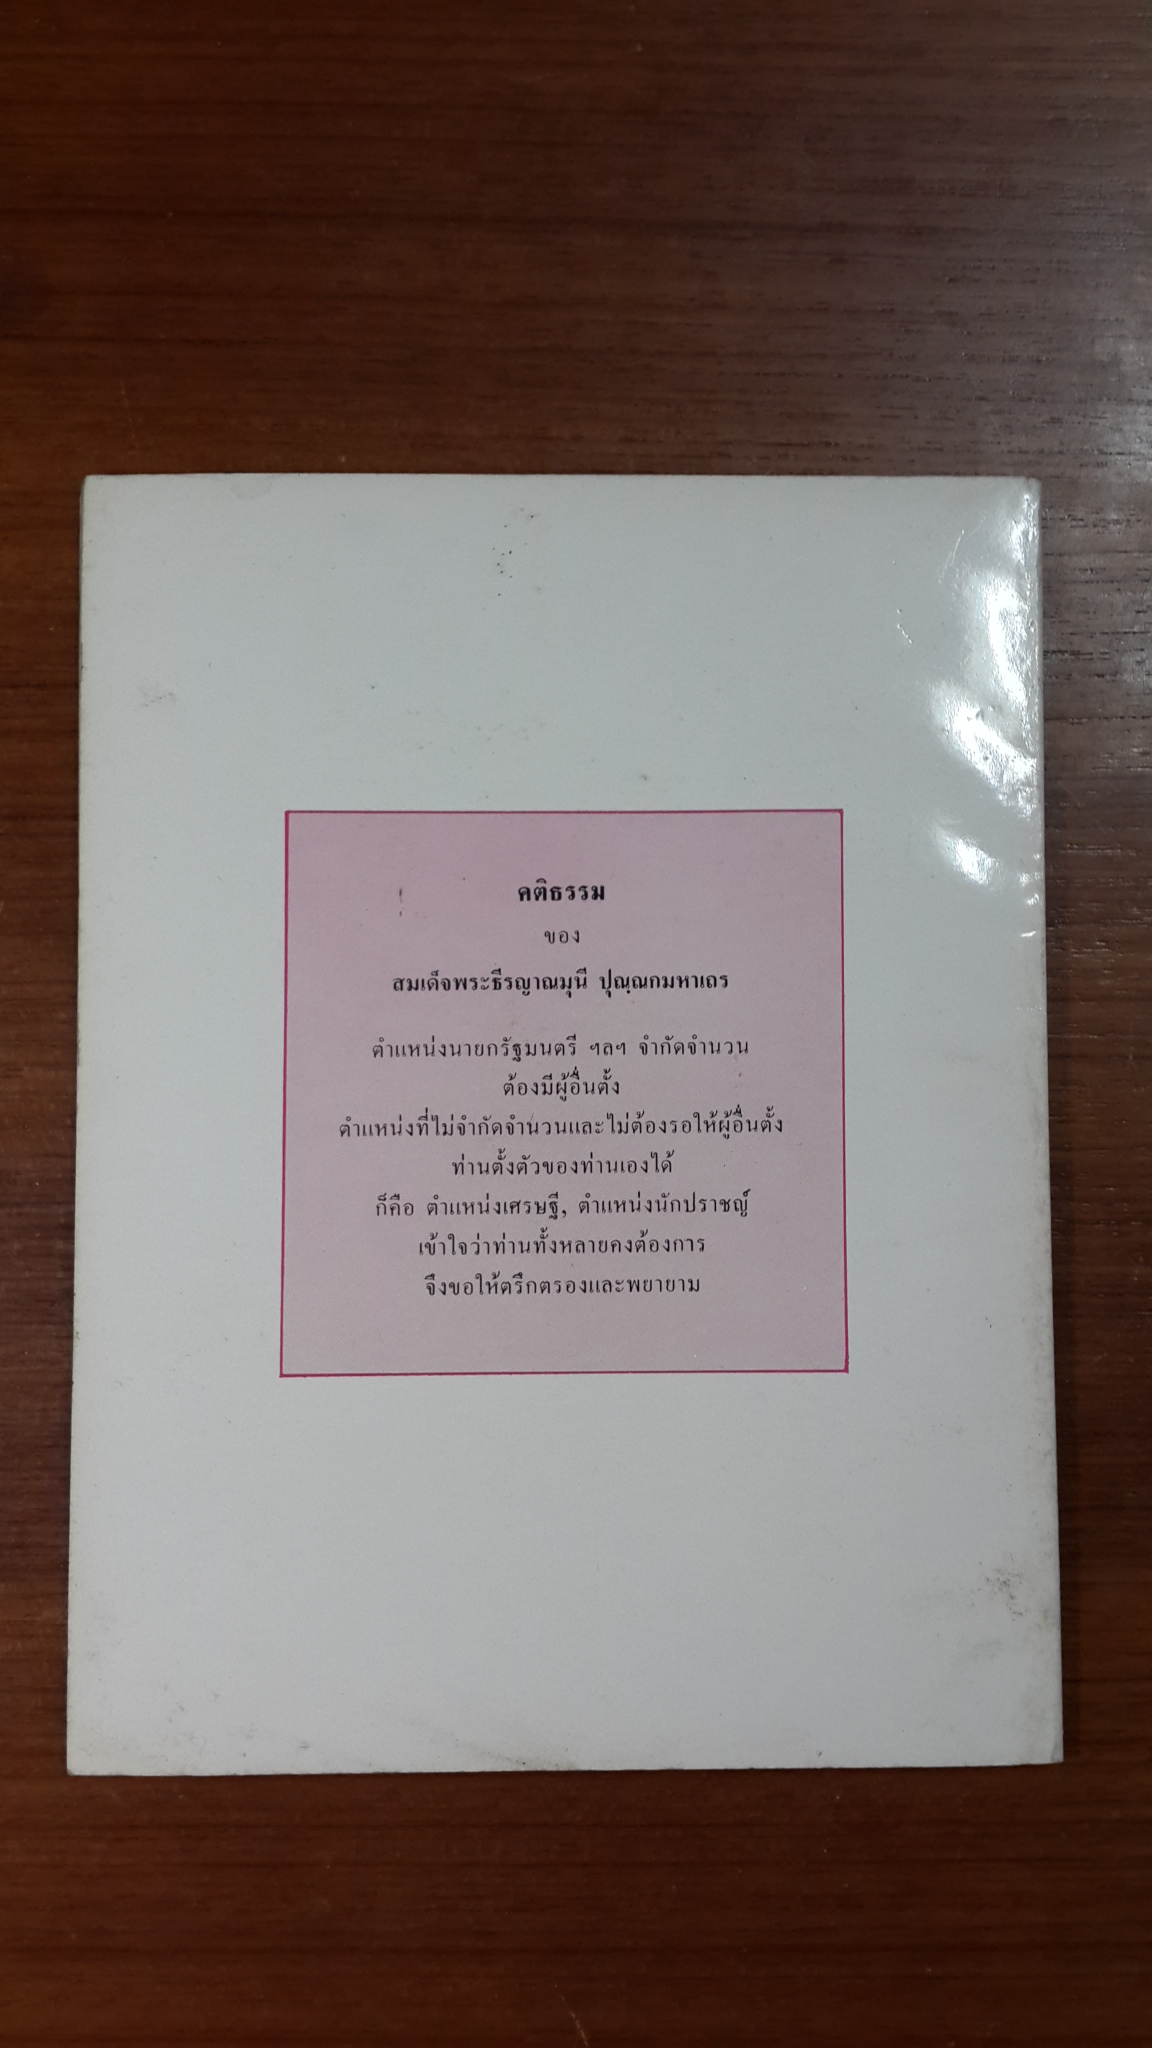 คติธรรม
ของ
สมเด็จพระธีรญาณมุนี ปุณฺณกมหาเถร
ตำแหน่งนายกรัฐมนตรี ฯลฯ จำกัดจำนวน
ต้องมีผู้อื่นตั้ง
ตำแหน่งที่ไม่จำกัดจำนวนและไม่ต้องรอให้ผู้อื่นตั้ง
ท่านตั้งตัวของท่านเองได้
ก็คือ ตำแหน่งเศรษฐี, ตำแหน่งนักปราชญ์
เข้าใจว่าท่านทั้งหลายคงต้องการ
จึงขอให้ตรึกตรองและพยายาม